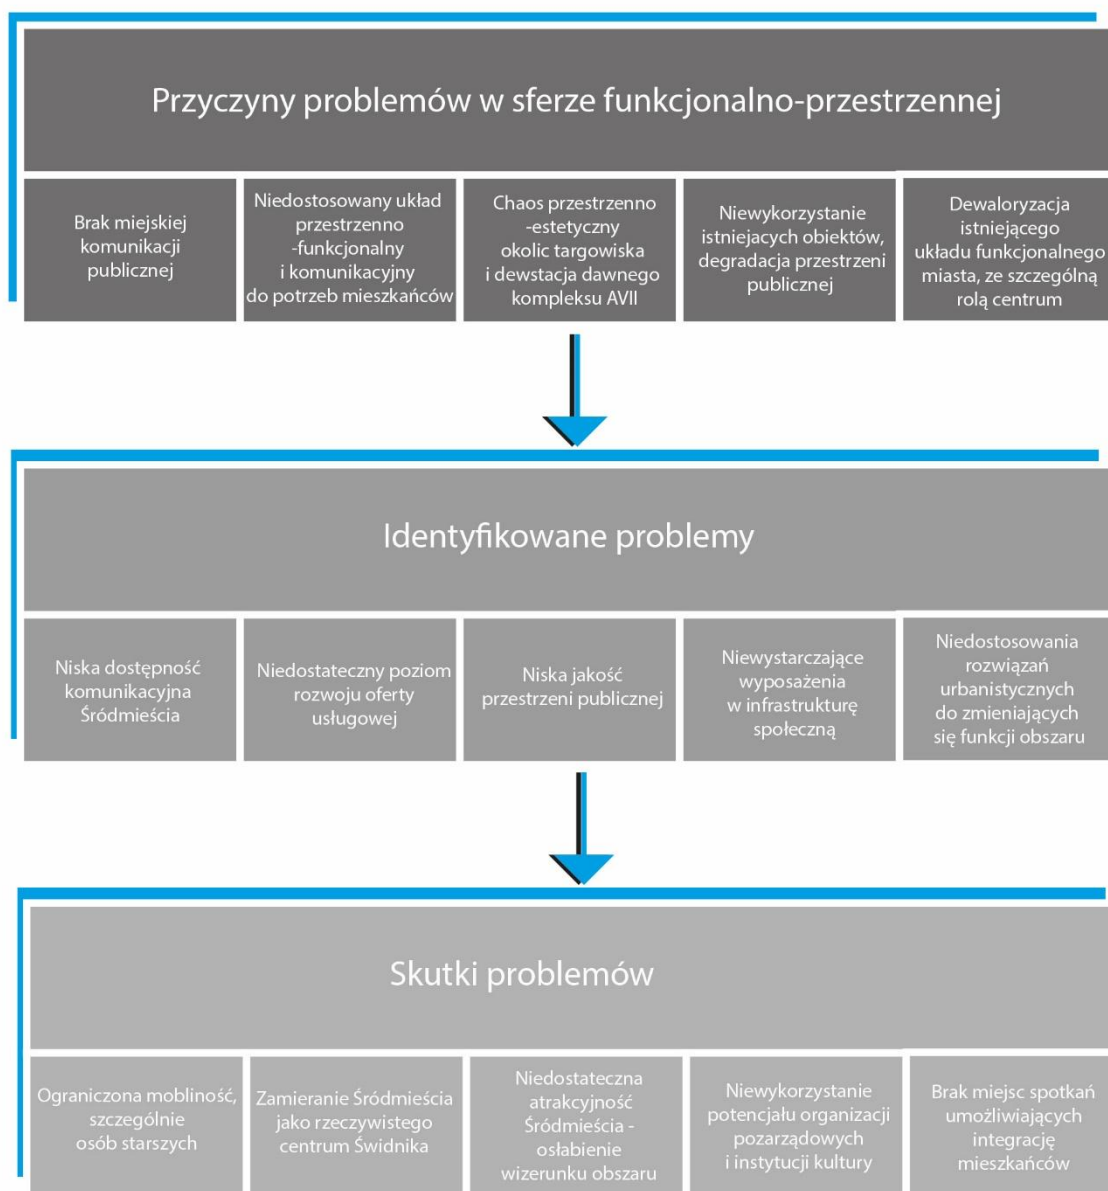 Przyczyny problemów w sferze funkcjonalno-przestrzennej
Brak miejskiej
komunikacji
publicznej
Niedostosowany układ
przestrzenno
-funkcjonalny
i komunikacyjny
do potrzeb mieszkańców
Chaos przestrzenno
-estetyczny
okolic targowiska
i dewstacja dawnego
kompleksu AVII
Niewykorzystanie
istniejacych obiektów,
degradacja przestrzeni
publicznej
Dewaloryzacja
istniejącego
układu funkcjonalnego
miasta, ze szczególną
rolą centrum
Identyfikowane problemy
Niska dostępność
komunikacyjna
Śródmieścia
Niedostateczny poziom
rozwoju oferty
usługowej
Niska jakość
przestrzeni publicznej
Niewystarczające
wyposażenia
w infrastrukturę
społeczną
Niedostosowania
rozwiązań
urbanistycznych
do zmieniających
się funkcji obszaru
Skutki problemów
Ograniczona mobliność,
szczególnie
osób starszych
Zamieranie Śródmieścia
jako rzeczywistego
centrum Świdnika
Niedostateczna
atrakcyjność
Śródmieścia -
osłabienie
wizerunku obszaru
Niewykorzystanie
potencjału organizacji
pozarządowych
i instytucji kultury
Brak miejsc spotkań
umożliwiających
integrację
mieszkańców